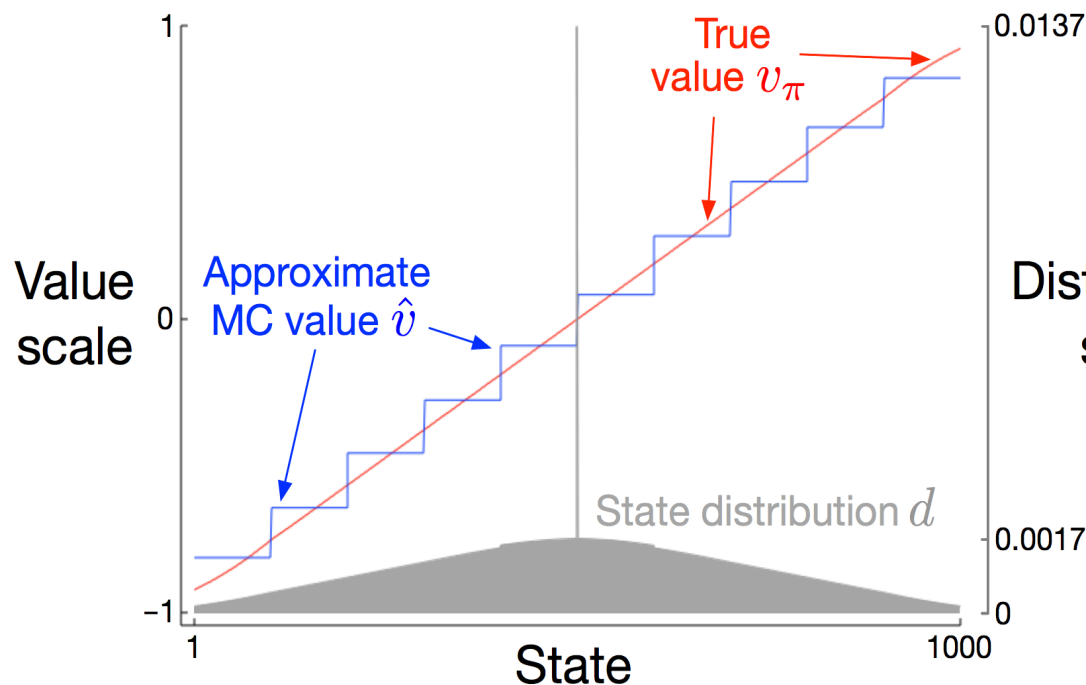 1
0.0137
True
value vπ
Value
scale
Approximate
MC value v̂
0
State distribution d
0.0017
−1
0
1
1000
State